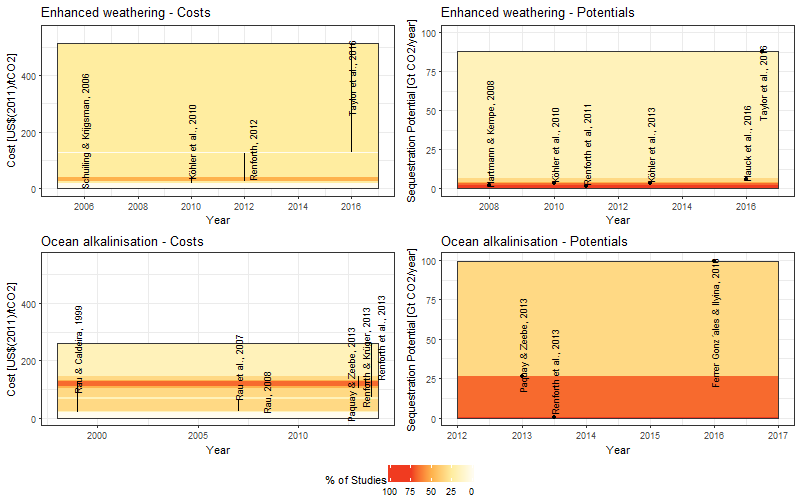 Enhanced weathering - Costs
Cost [US$(2011)/tCO2]
400
200
0
Schuiling & Krijgsman, 2006
Köhler et al., 2010
Renforth, 2012
Taylor et al., 2016
2006
2008
2010
2012
2014
2016
Year
Enhanced weathering - Potentials
Sequestration Potential [Gt CO2/year]
100
75
50
25
0
Hartmann & Kempe, 2008
Köhler et al., 2010
Renforth et al., 2011
Köhler et al., 2013
Hauck et al., 2016
Taylor et al., 2016
2008
2010
2012
2014
2016
Year
Ocean alkalinisation - Costs
Cost [US$(2011)/tCO2]
400
200
0
Rau & Caldeira, 1999
Rau et al., 2007
Rau, 2008
Paquay & Zeebe, 2013
Renforth & Krüger, 2013
Renforth et al., 2013
2000
2005
2010
Year
Ocean alkalinisation - Potentials
Sequestration Potential [Gt CO2/year]
100
75
50
25
0
Paquay & Zeebe, 2013
Renforth et al., 2013
Ferrer Gonz´ales & Ilyina, 2016
2012
2013
2014
2015
2016
2017
Year
% of Studies
100 75 50 25 0